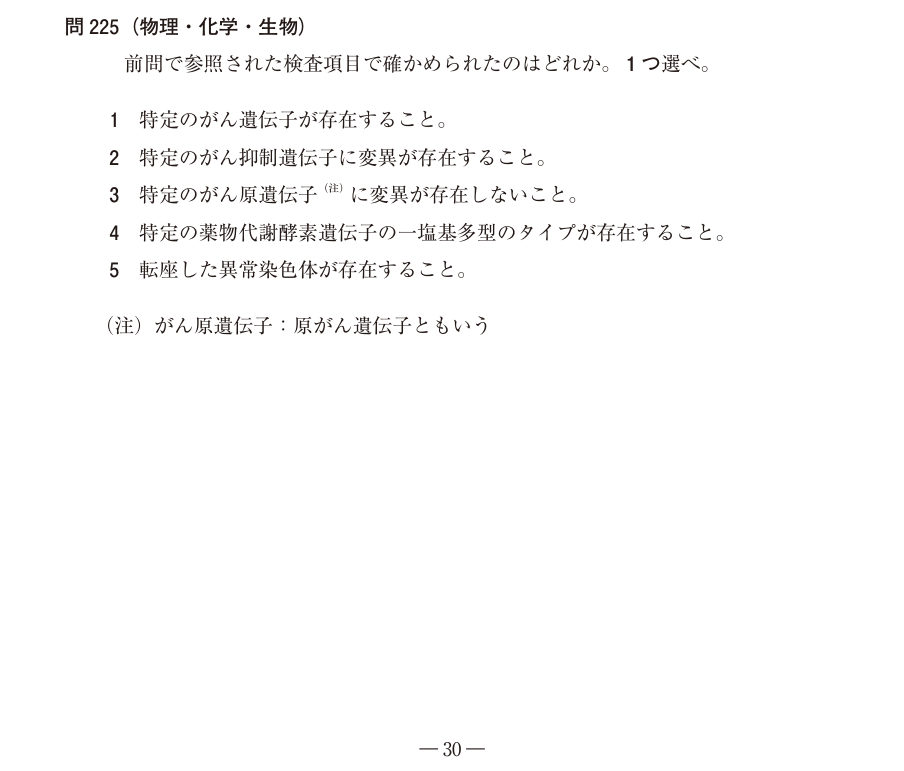 問 225（物理・化学・生物）
前問で参照された検査項目で確かめられたのはどれか。1つ選べ。
1　特定のがん遺伝子が存在すること。
2　特定のがん抑制遺伝子に変異が存在すること。
3　特定のがん原遺伝子（注）に変異が存在しないこと。
4　特定の薬物代謝酵素遺伝子の一塩基多型のタイプが存在すること。
5　転座した異常染色体が存在すること。
（注）がん原遺伝子：原がん遺伝子ともいう
— 30 —